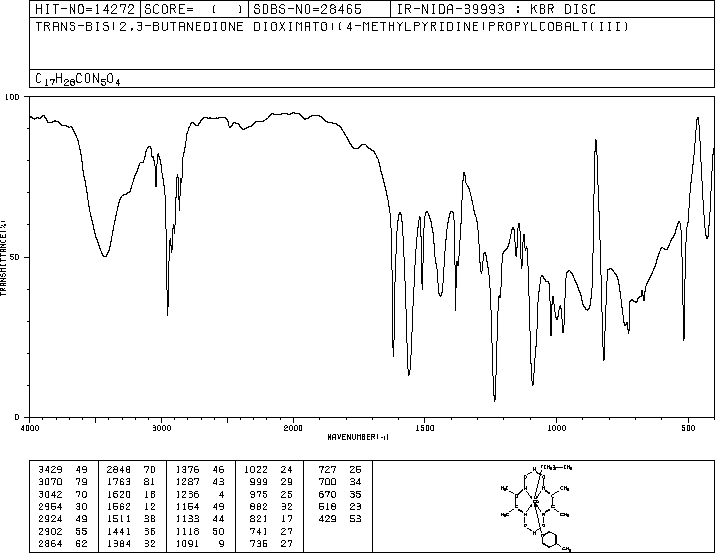 HIT-NO=14272 SCORE= ( ) SDBS-NO=28465 IR-NIDA-39993 : KBR DISC
TRANS-BIS(2,3-BUTANEDIONE DIOXIMATO)(4-METHYLPYRIDINE)PROPYLCOBALT(III)
C17H28CON5O4
100
50
0
TRANSMITTANCE(%)
4000 3000 2000 1500 1000 500
WAVENUMBER(-1)
3429 49 2848 70 1376 46 1022 24 727 26
3070 79 1763 81 1287 43 999 29 700 34
3042 70 1620 18 1236 4 975 25 670 35
2954 30 1562 12 1154 49 882 32 518 23
2924 49 1511 38 1133 44 821 17 429 53
2902 55 1441 36 1118 50 741 27
2864 62 1384 32 1091 9 736 27